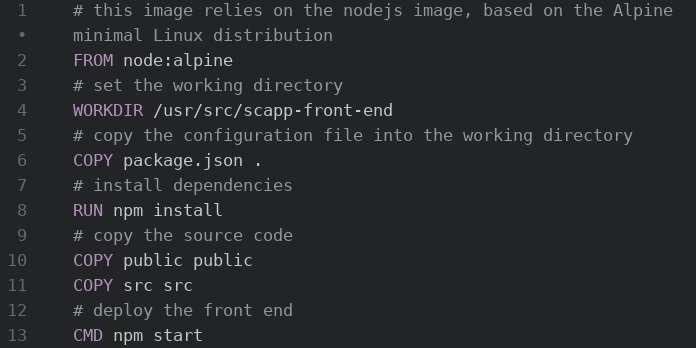 1 # this image relies on the nodejs image, based on the Alpine
• minimal Linux distribution
2 FROM node:alpine
3 # set the working directory
4 WORKDIR /usr/src/scapp-front-end
5 # copy the configuration file into the working directory
6 COPY package.json .
7 # install dependencies
8 RUN npm install
9 # copy the source code
10 COPY public public
11 COPY src src
12 # deploy the front end
13 CMD npm start